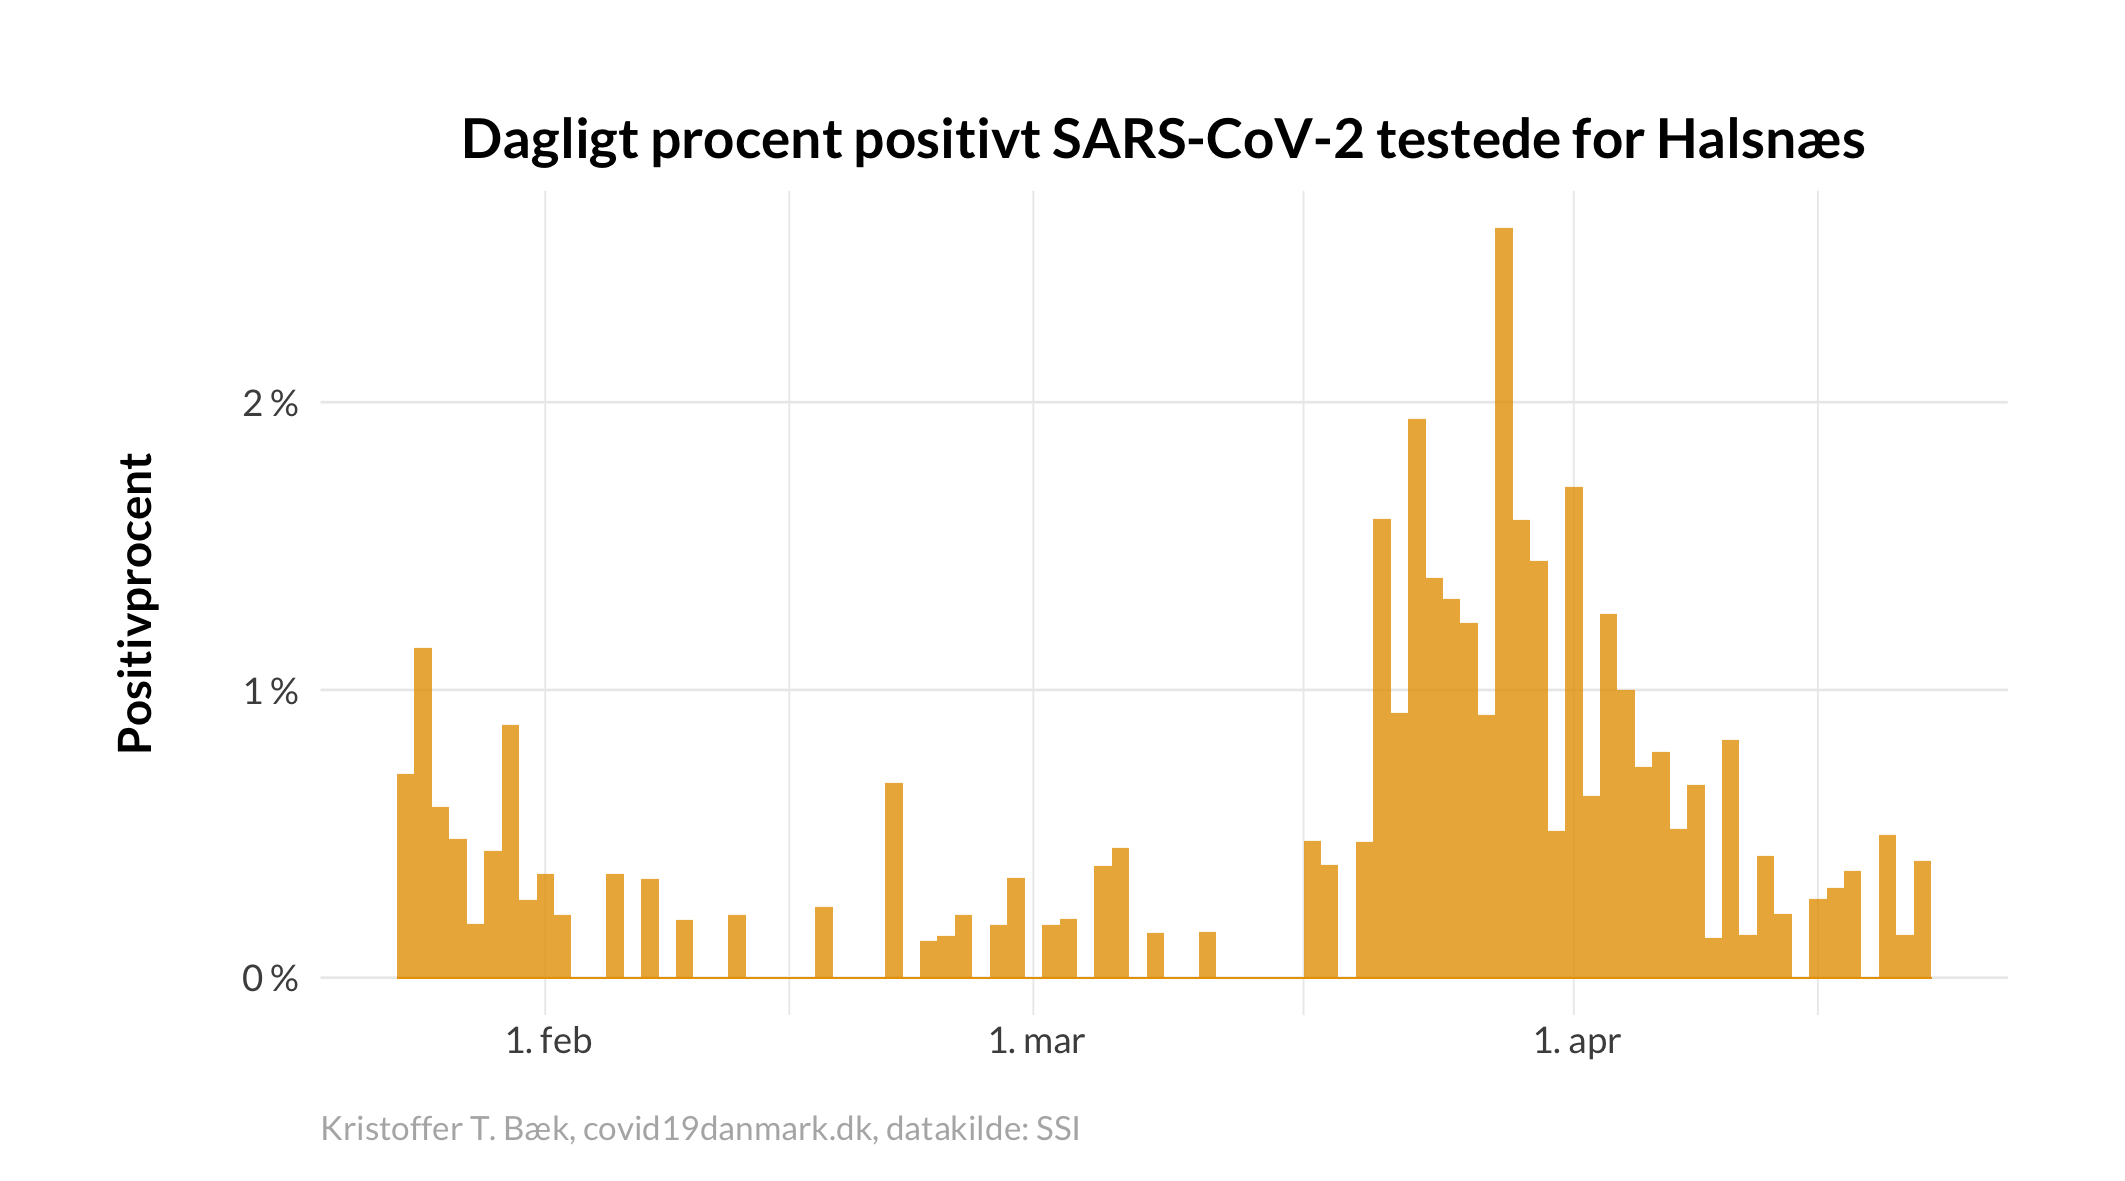 Dagligt procent positivt SARS-CoV-2 testede for Halsnæs
Positivprocent
2 %
1 %
0 %
1. feb
1. mar
1. apr
Kristoffer T. Bæk, covid19danmark.dk, datakilde: SSI